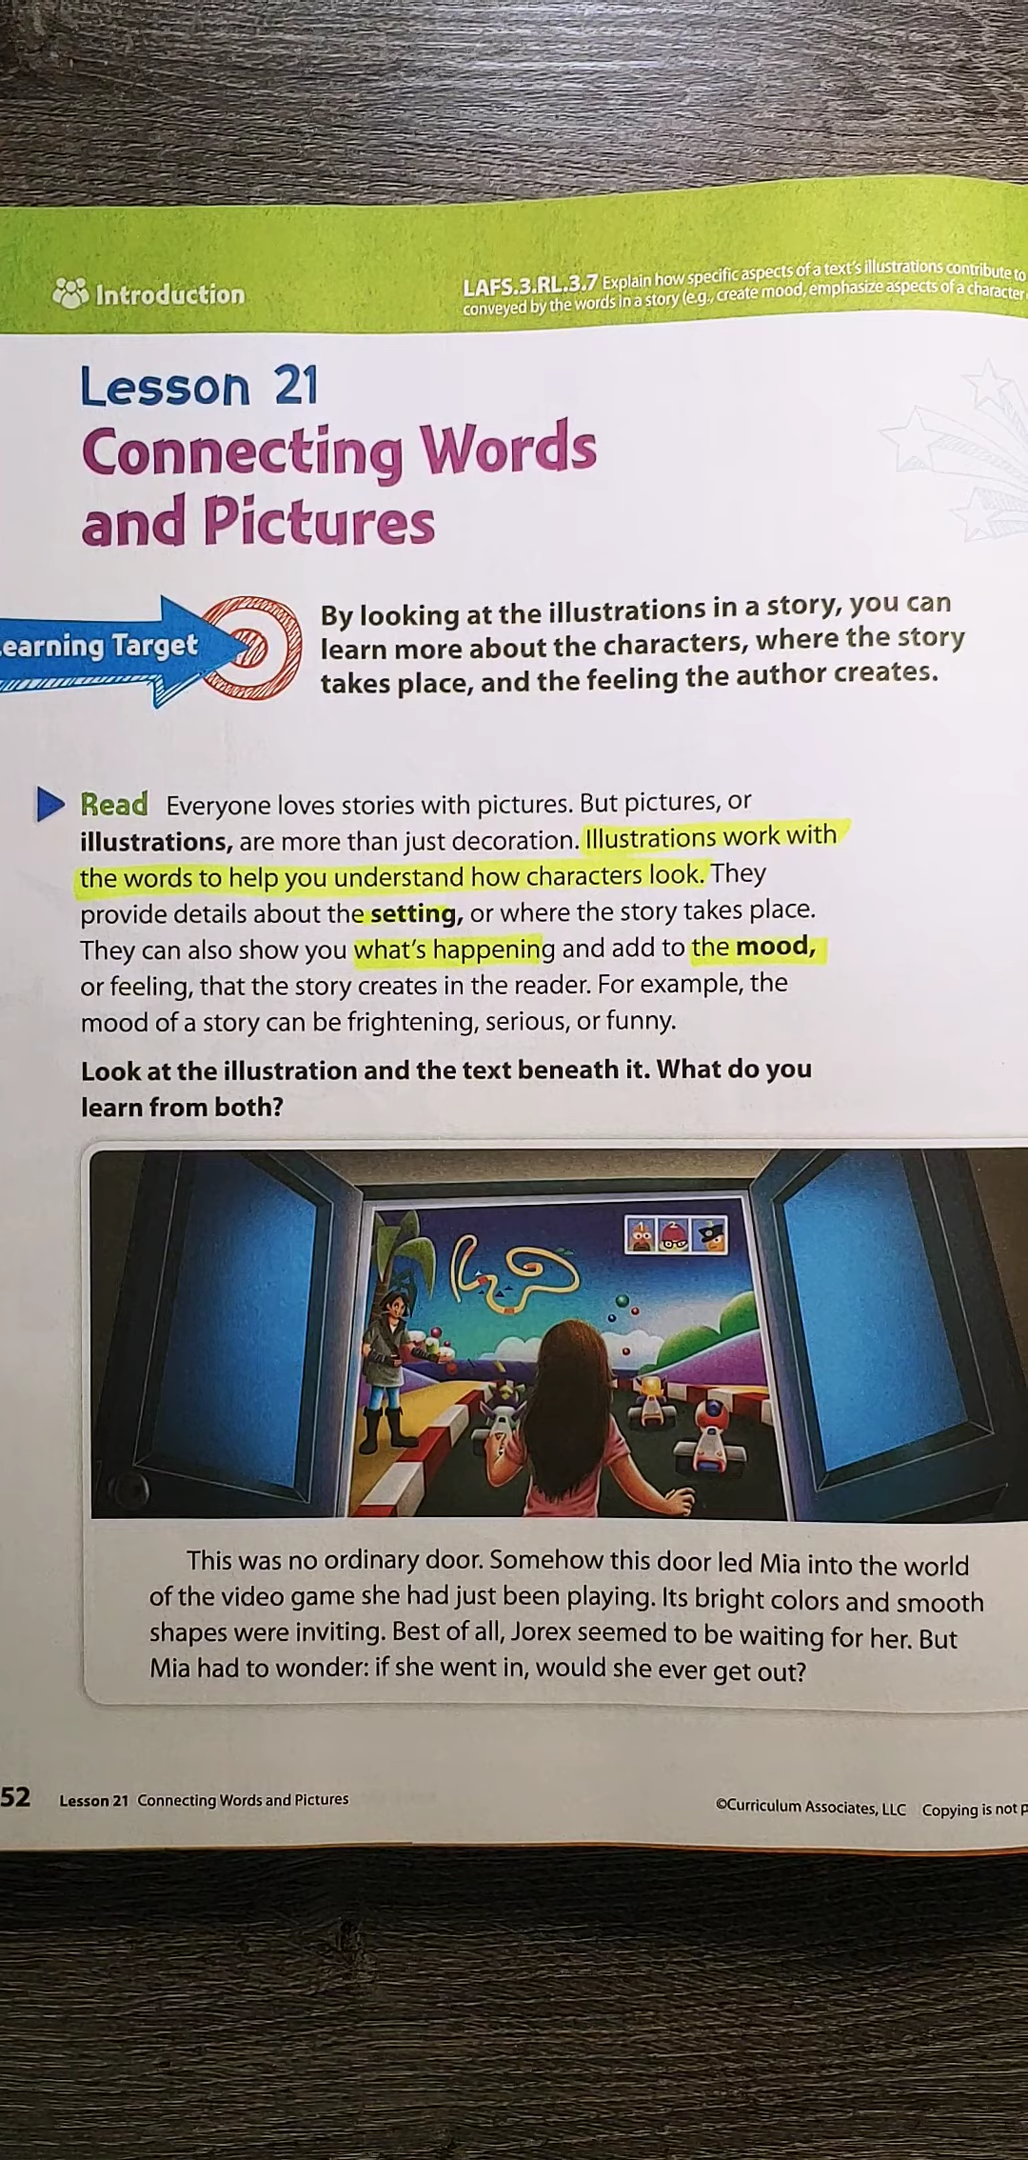 Introduction
LAFS.3.RL.3.7 Explain how specific aspects of a text's illustrations contribute to
conveyed by the words in a story (e.g., create mood, emphasize aspects of a character
Lesson 21
Connecting Words
and Pictures
earning Target
By looking at the illustrations in a story, you can
learn more about the characters, where the story
takes place, and the feeling the author creates.
Read Everyone loves stories with pictures. But pictures, or
illustrations, are more than just decoration. Illustrations work with
the words to help you understand how characters look. They
provide details about the setting, or where the story takes place.
They can also show you what's happening and add to the mood,
or feeling, that the story creates in the reader. For example, the
mood of a story can be frightening, serious, or funny.
Look at the illustration and the text beneath it. What do you
learn from both?
1 2 3
This was no ordinary door. Somehow this door led Mia into the world
of the video game she had just been playing. Its bright colors and smooth
shapes were inviting. Best of all, Jorex seemed to be waiting for her. But
Mia had to wonder: if she went in, would she ever get out?
52 Lesson 21 Connecting Words and Pictures
©Curriculum Associates, LLC Copying is not p